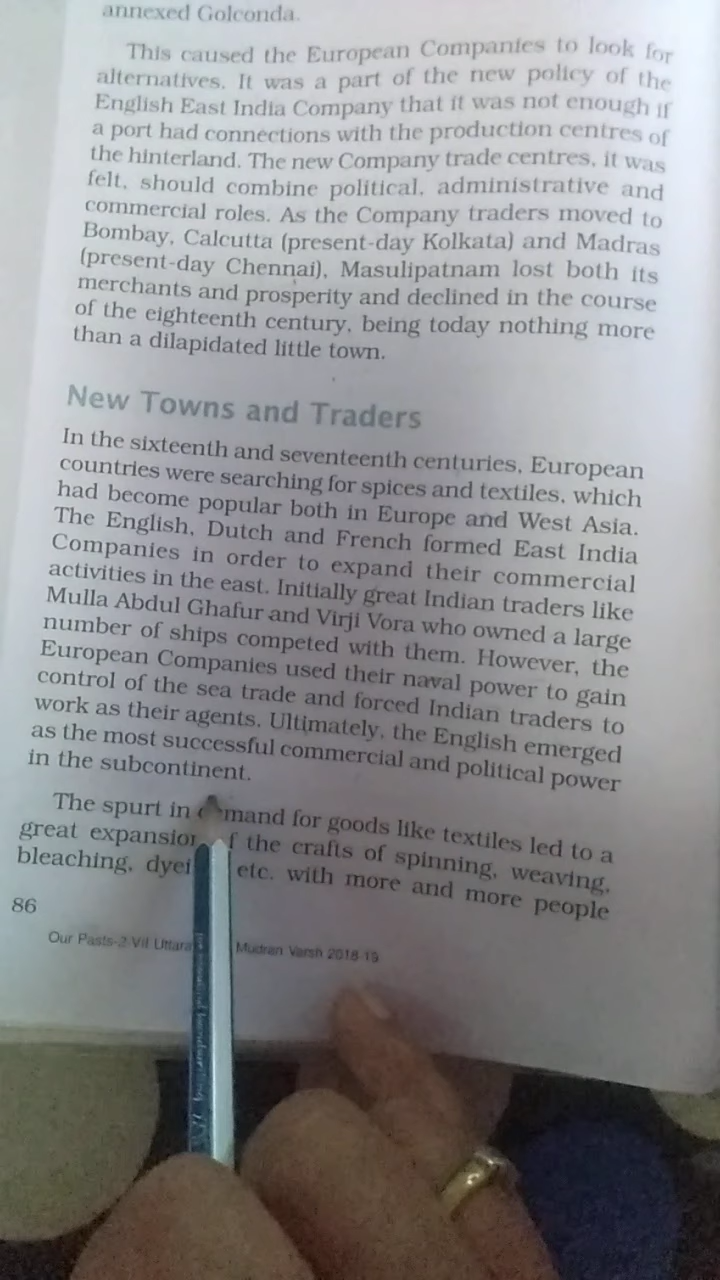 annexed Golconda.
This caused the European Companies to look for
alternatives. It was a part of the new policy of the
English East India Company that it was not enough if
a port had connections with the production centres of
the hinterland. The new Company trade centres, it was
felt, should combine political, administrative and
commercial roles. As the Company traders moved to
Bombay, Calcutta (present-day Kolkata) and Madras
(present-day Chennai), Masulipatnam lost both its
merchants and prosperity and declined in the course
of the eighteenth century, being today nothing more
than a dilapidated little town.
New Towns and Traders
In the sixteenth and seventeenth centuries, European
countries were searching for spices and textiles, which
had become popular both in Europe and West Asia.
The English, Dutch and French formed East India
Companies in order to expand their commercial
activities in the east. Initially great Indian traders like
Mulla Abdul Ghafur and Virji Vora who owned a large
number of ships competed with them. However, the
European Companies used their naval power to gain
control of the sea trade and forced Indian traders to
work as their agents. Ultimately, the English emerged
as the most successful commercial and political power
in the subcontinent.
The spurt in demand for goods like textiles led to a
great expansion of the crafts of spinning, weaving,
bleaching, dyei etc. with more and more people
86
Our Pasts-2 VII Uttara Mudran Varsh 2018-19